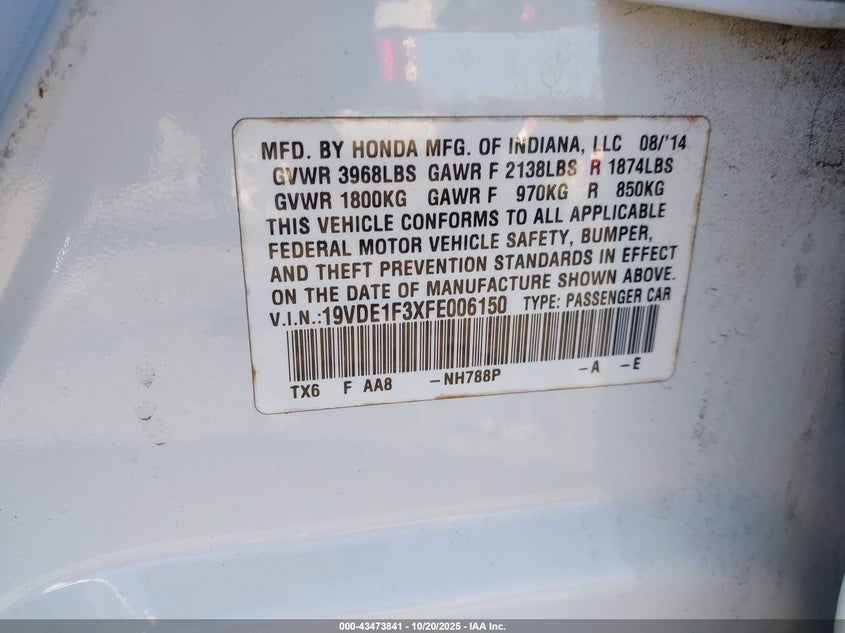 MFD. BY HONDA MFG. OF INDIANA, LLC 08/'14
GVWR 3968LBS GAWR F 2138LBS R 1874LBS
GVWR 1800KG GAWR F 970KG R 850KG
THIS VEHICLE CONFORMS TO ALL APPLICABLE
FEDERAL MOTOR VEHICLE SAFETY, BUMPER,
AND THEFT PREVENTION STANDARDS IN EFFECT
ON THE DATE OF MANUFACTURE SHOWN ABOVE.
V.I.N.:19VDE1F3XFE006150 TYPE: PASSENGER CAR
TX6 F AA8 -NH788P -A -E
000-43473841 | 10/20/2025 - IAA Inc.